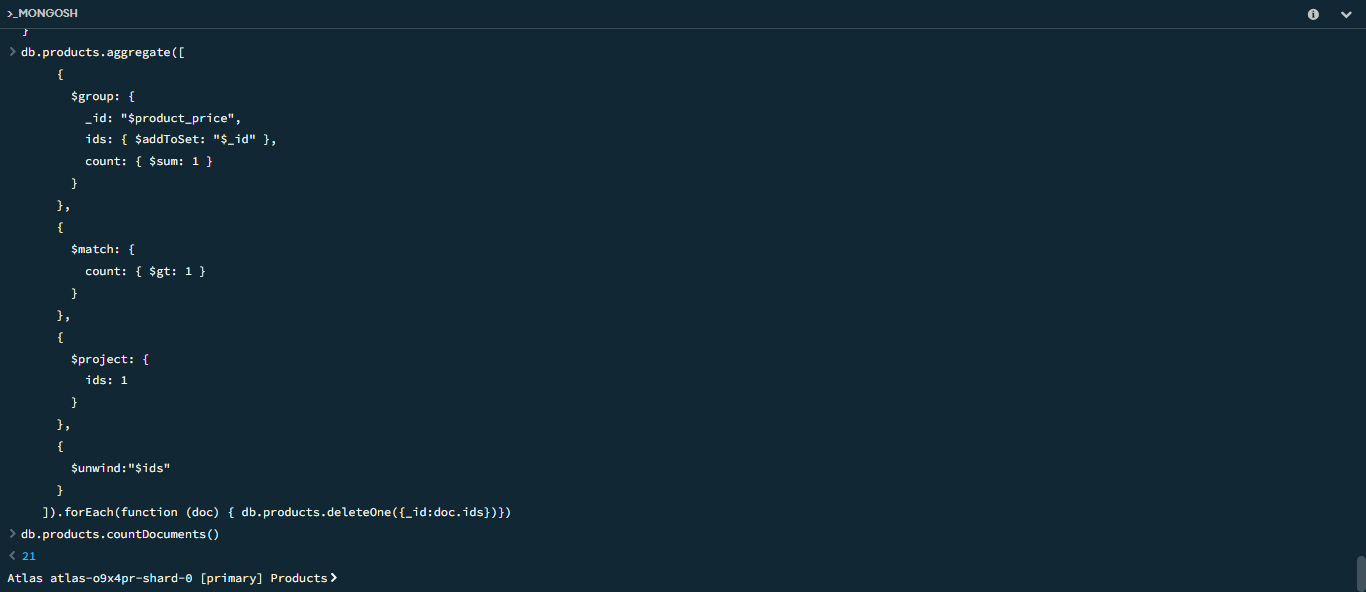 >_MONGOSH
}
> db.products.aggregate([
{
$group: {
_id: "$product_price",
ids: { $addToSet: "$_id" },
count: { $sum: 1 }
}
},
{
$match: {
count: { $gt: 1 }
}
},
{
$project: {
ids: 1
}
},
{
$unwind:"$ids"
}
]).forEach(function (doc) { db.products.deleteOne({_id:doc.ids})})
> db.products.countDocuments()
< 21
Atlas atlas-o9x4pr-shard-0 [primary] Products>